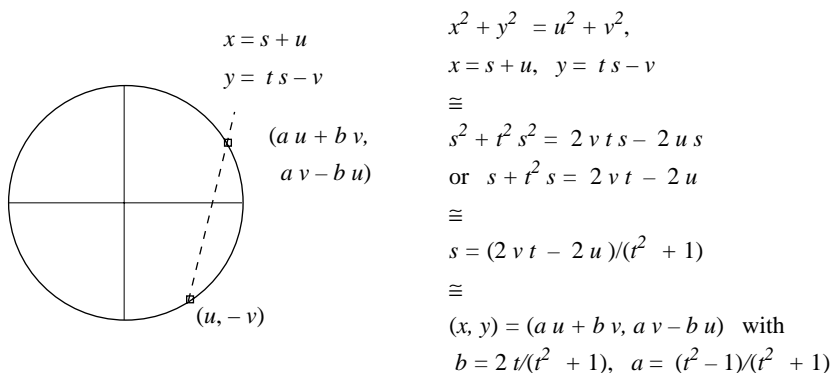 x = s + u
y = t s – v
(a u + b v,
a v – b u)
(u, – v)
x² + y² = u² + v²,
x = s + u, y = t s – v
≅
s² + t² s² = 2 v t s – 2 u s
or s + t² s = 2 v t – 2 u
≅
s = (2 v t – 2 u )/(t² + 1)
≅
(x, y) = (a u + b v, a v – b u) with
b = 2 t/(t² + 1), a = (t² – 1)/(t² + 1)